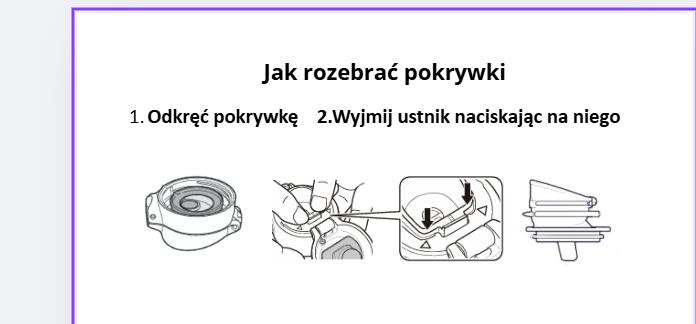 Jak rozebrać pokrywki
1. Odkręć pokrywkę 2.Wyjmij ustnik naciskając na niego